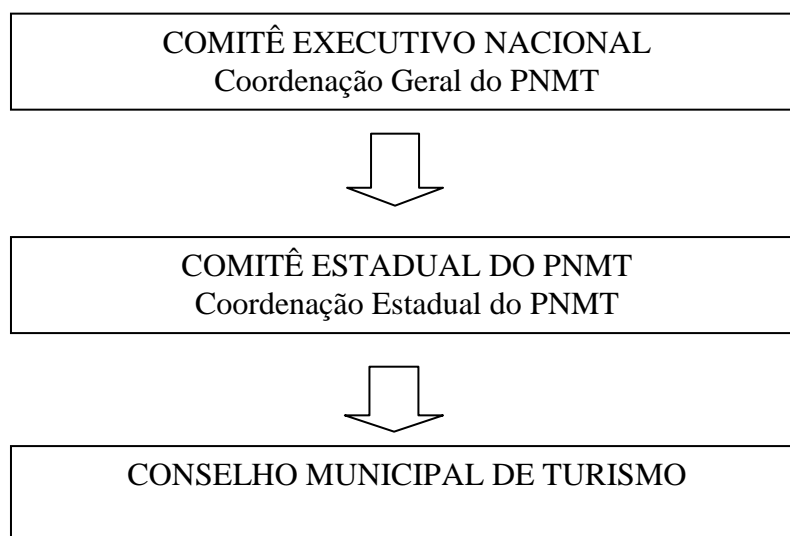 COMITÊ EXECUTIVO NACIONAL
Coordenação Geral do PNMT
COMITÊ ESTADUAL DO PNMT
Coordenação Estadual do PNMT
CONSELHO MUNICIPAL DE TURISMO